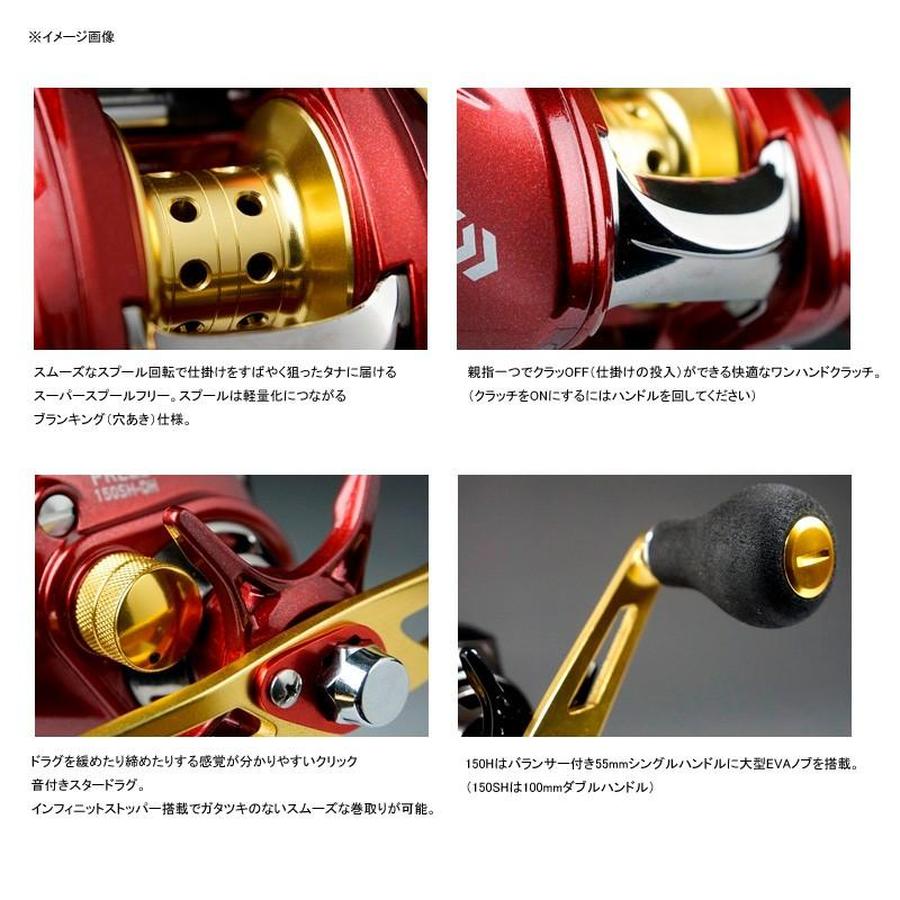 ※イメージ画像
スムーズなスプール回転で仕掛けをすばやく狙ったタナに届ける
スーパースプールフリー。スプールは軽量化につながる
ブランキング（穴あき）仕様。
親指一つでクラッOFF（仕掛けの投入）ができる快適なワンハンドクラッチ。
（クラッチをONにするにはハンドルを回してください）
150SH-DH
ドラグを緩めたり締めたりする感覚が分かりやすいクリック
音付きスタードラグ。
インフィニットストッパー搭載でガタツキのないスムーズな巻取りが可能。
150Hはバランサー付き55mmシングルハンドルに大型EVAノブを搭載。
（150SHは100mmダブルハンドル）